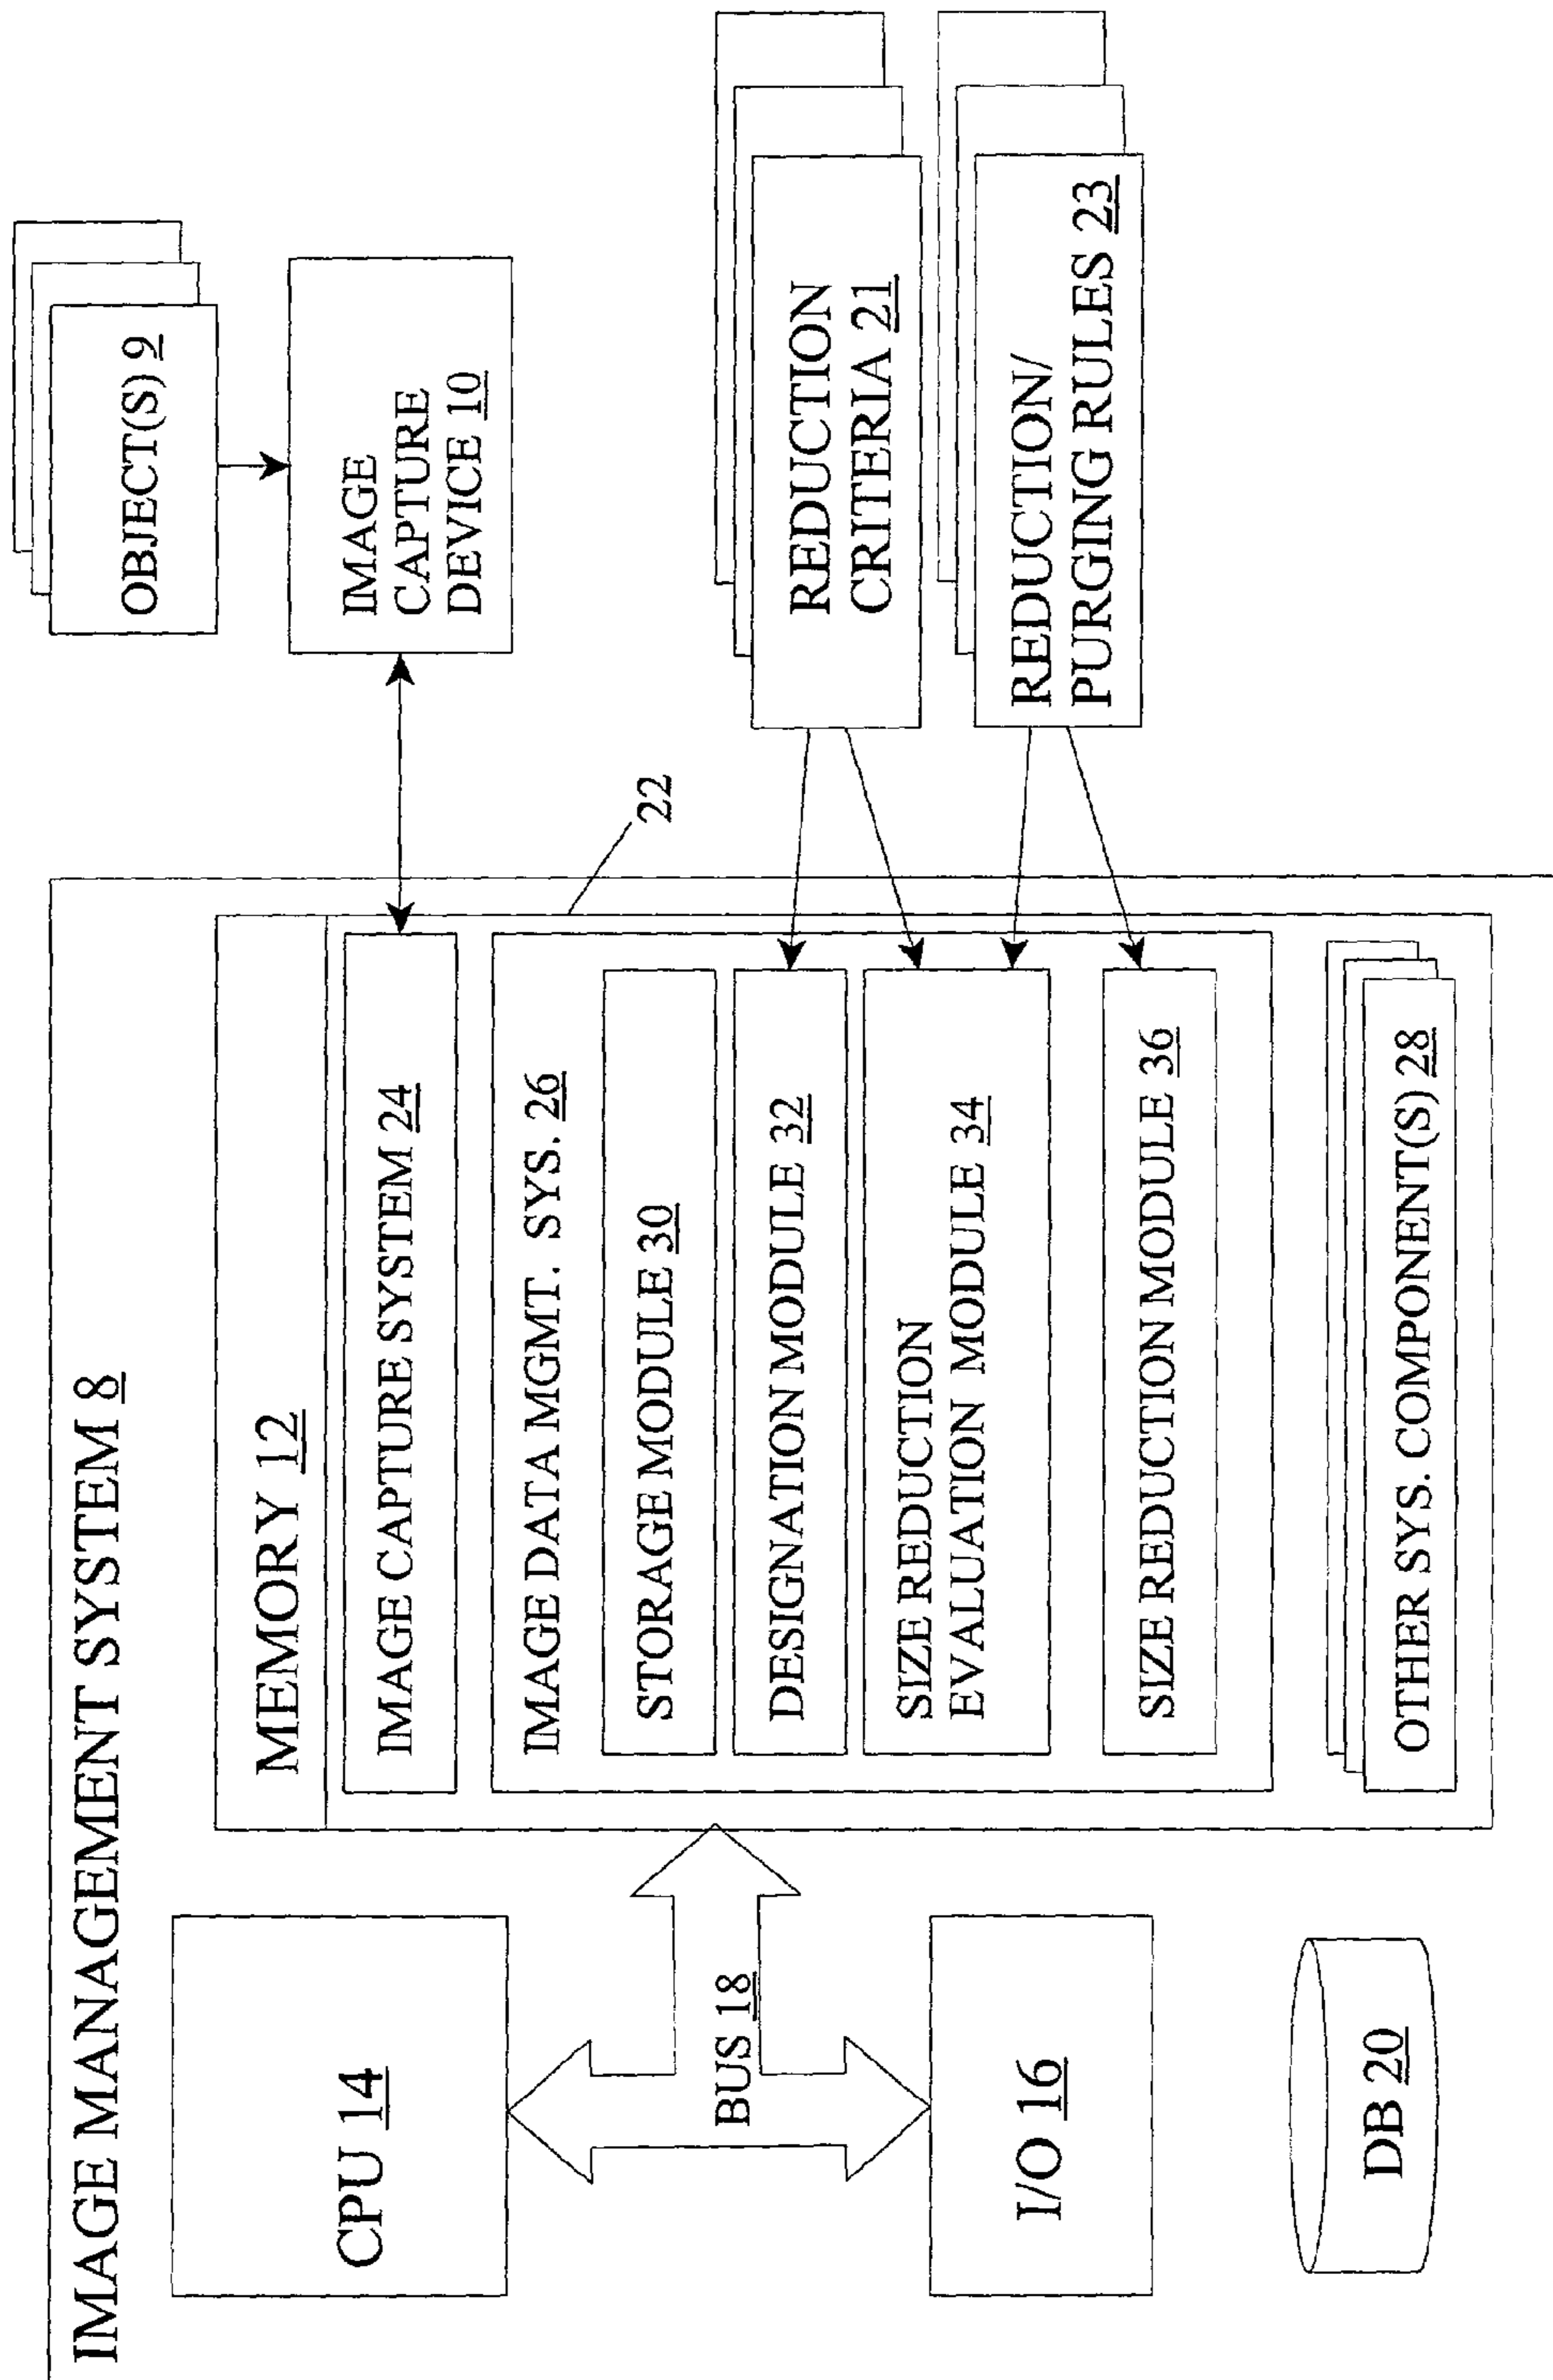 IMAGE MANAGEMENT SYSTEM 8
CPU 14
BUS 18
I/O 16
DB 20
MEMORY 12
IMAGE CAPTURE SYSTEM 24
IMAGE DATA MGMT. SYS. 26
STORAGE MODULE 30
DESIGNATION MODULE 32
SIZE REDUCTION
EVALUATION MODULE 34
SIZE REDUCTION MODULE 36
OTHER SYS. COMPONENT(S) 28
22
OBJECT(S) 9
IMAGE
CAPTURE
DEVICE 10
REDUCTION
CRITERIA 21
REDUCTION/
PURGING RULES 23